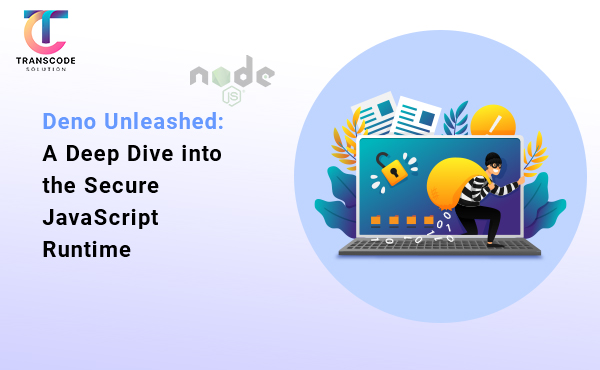 TRANSCODE
SOLUTION
node
JS
Deno Unleashed:
A Deep Dive into
the Secure
JavaScript
Runtime